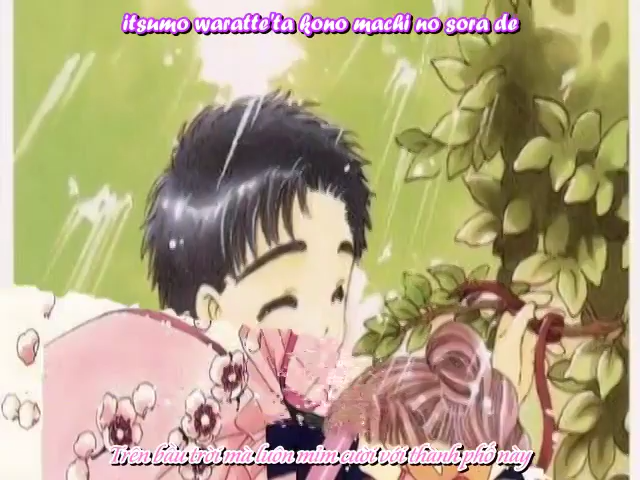 itsumo waratte'ta kono machi no sora de
Trên bầu trời mà luôn mỉm cười với thành phố này